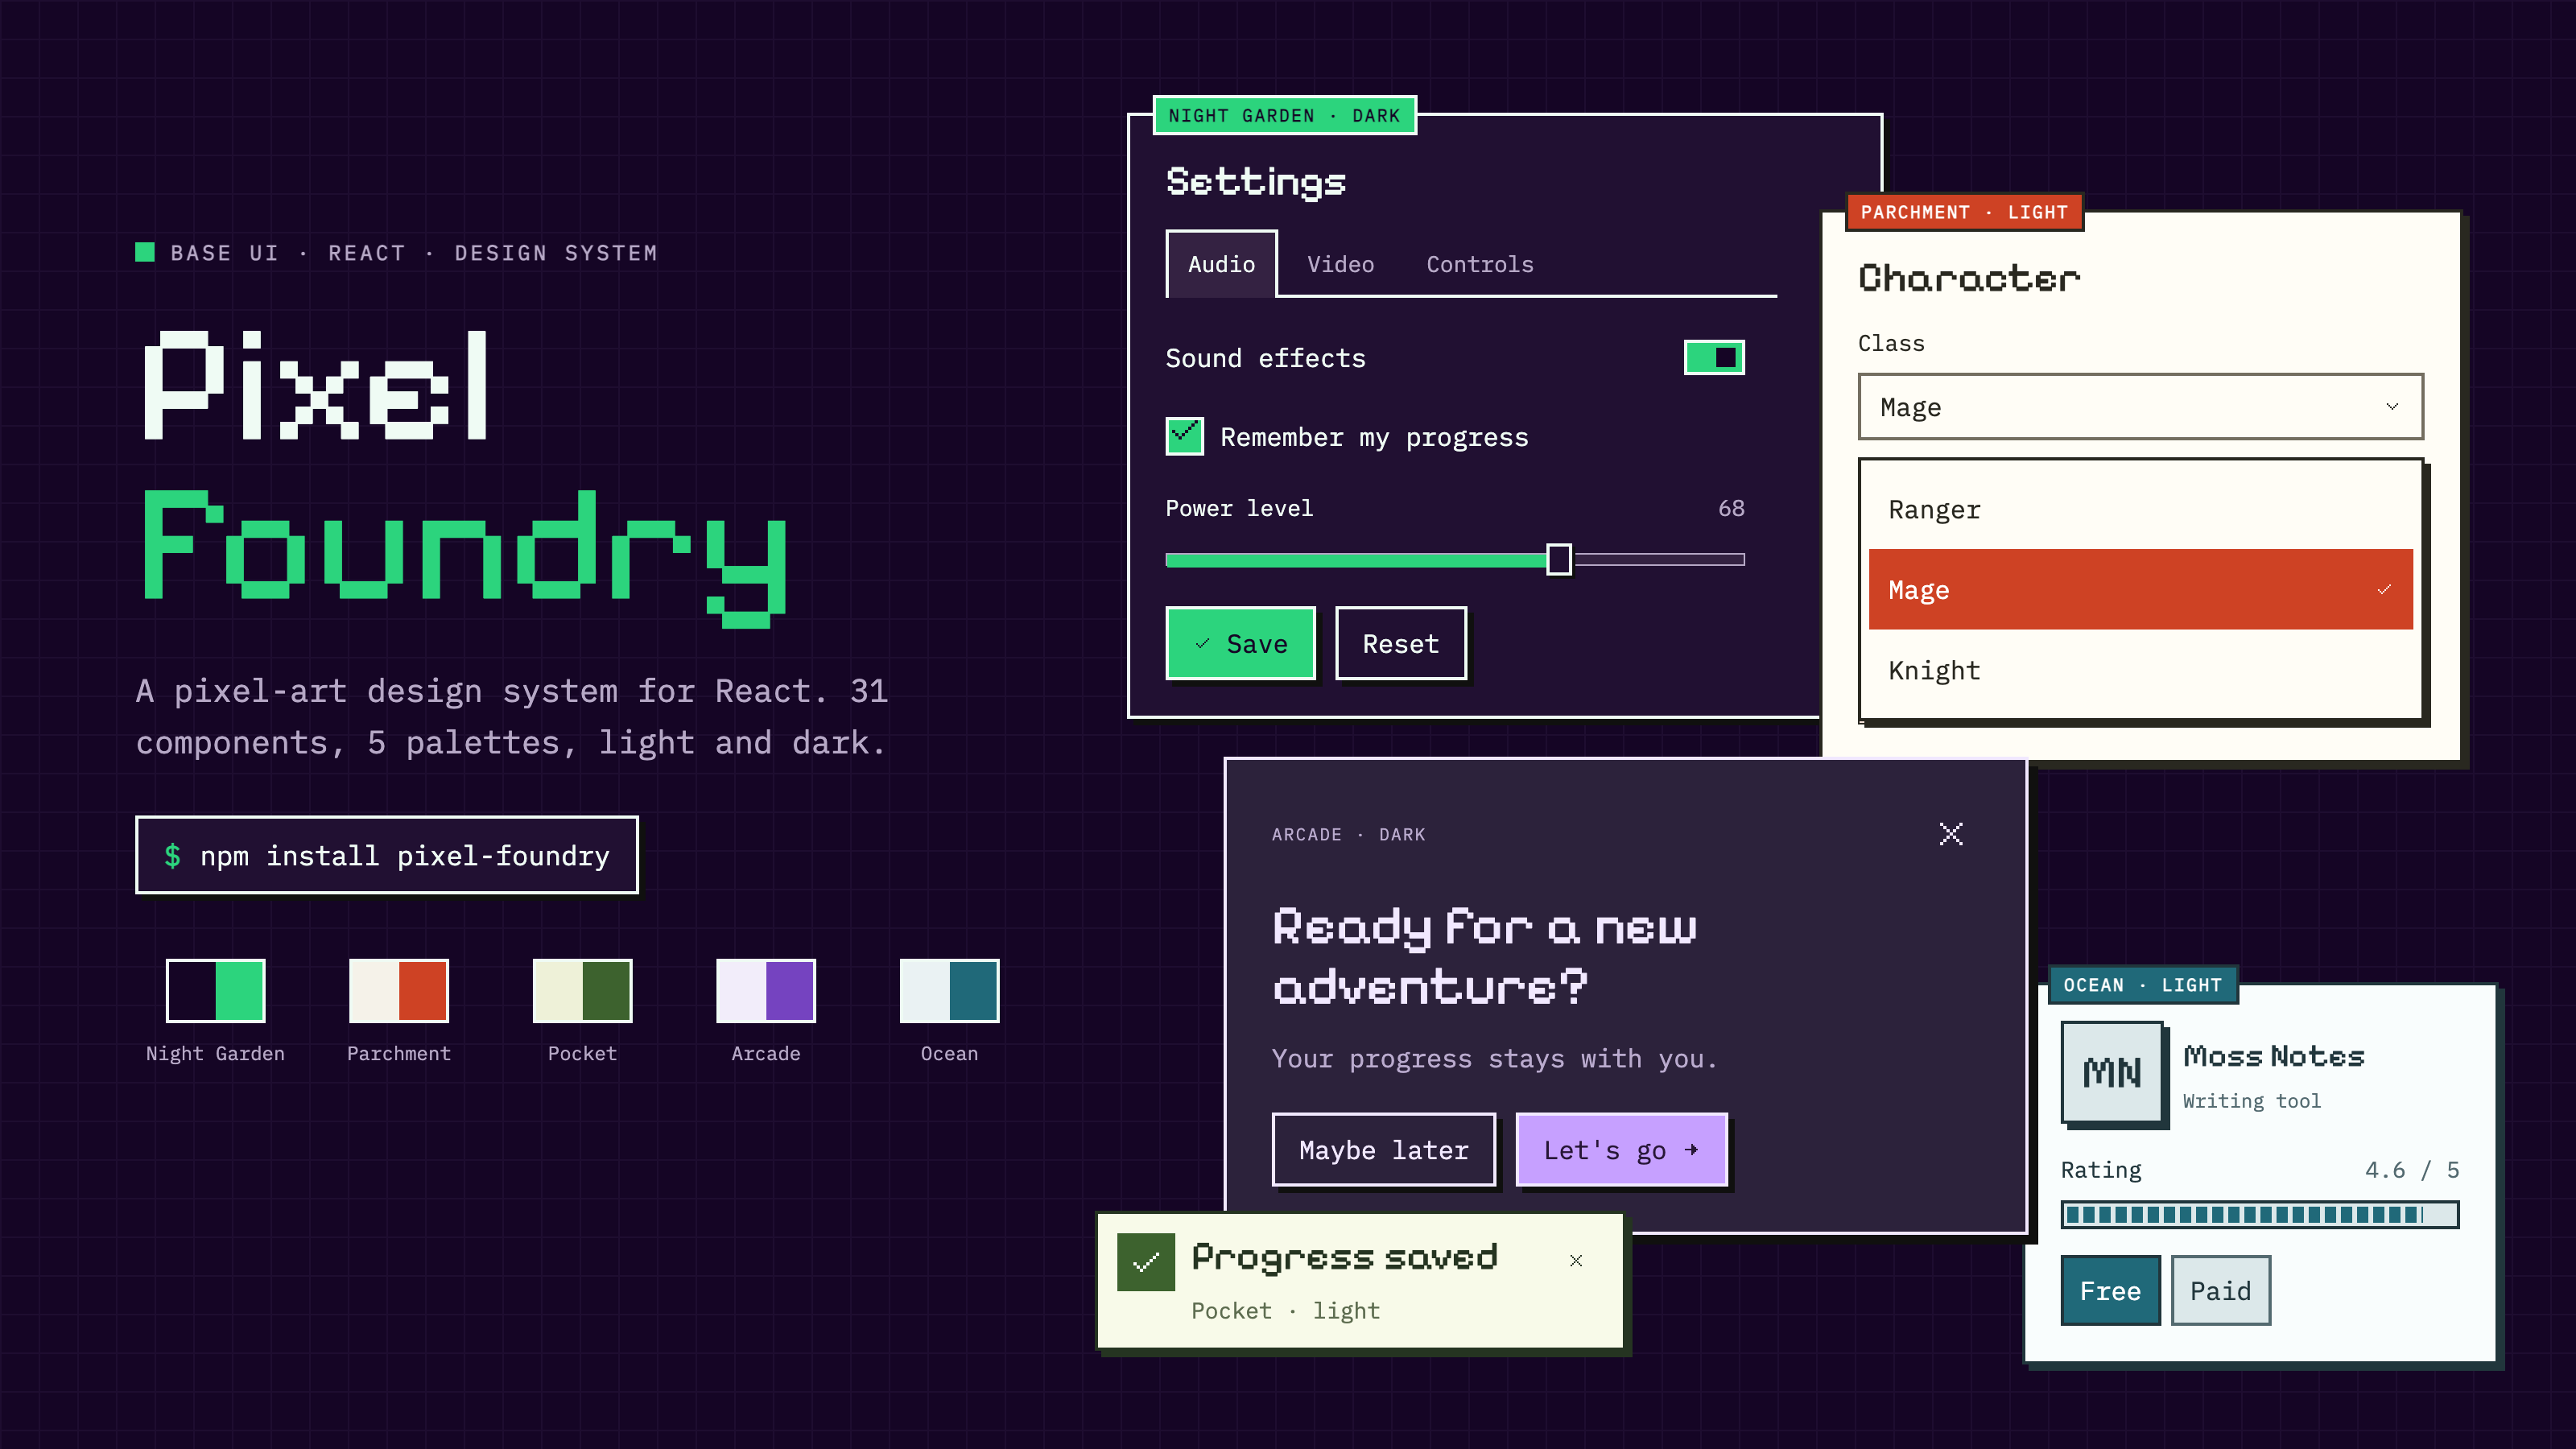 BASE UI · REACT · DESIGN SYSTEM
Pixel
Foundry
A pixel-art design system for React. 31
components, 5 palettes, light and dark.
$ npm install pixel-foundry
Night Garden
Parchment
Pocket
Arcade
Ocean
NIGHT GARDEN · DARK
Settings
Audio Video Controls
Sound effects
Remember my progress
Power level 68
Save Reset
PARCHMENT · LIGHT
Character
Class
Mage
Ranger
Mage
Knight
ARCADE · DARK
Ready for a new
adventure?
Your progress stays with you.
Maybe later Let's go
Progress saved
Pocket · light
OCEAN · LIGHT
MN
Moss Notes
Writing tool
Rating 4.6 / 5
Free Paid